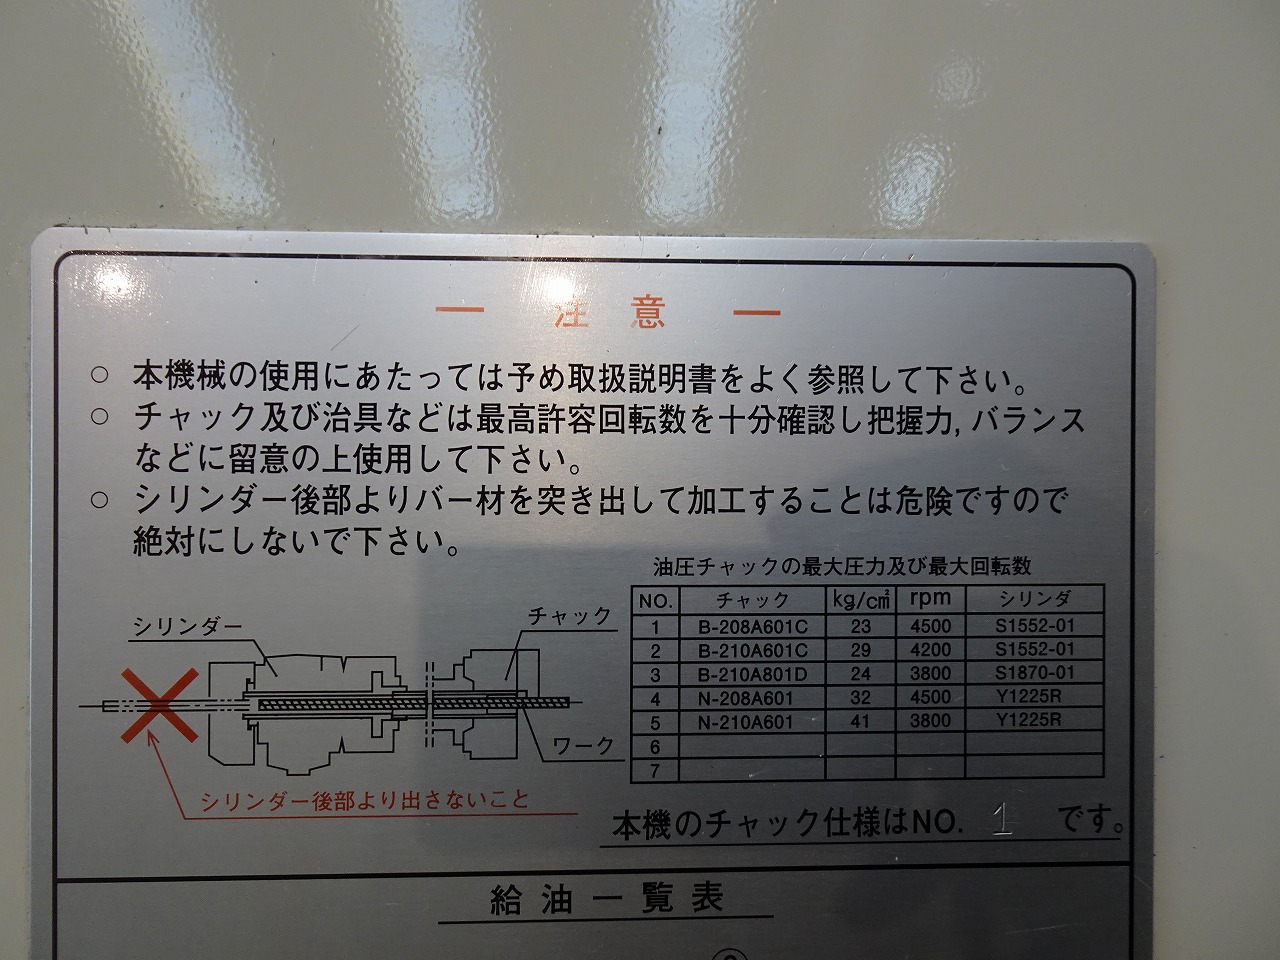 ー 注意 ー
○ 本機械の使用にあたっては予め取扱説明書をよく参照して下さい。
○ チャック及び治具などは最高許容回転数を十分確認し把握力,バランス
などに留意の上使用して下さい。
○ シリンダー後部よりバー材を突き出して加工することは危険ですので
絶対にしないで下さい。
シリンダー
チャック
ワーク
シリンダー後部より出さないこと
油圧チャックの最大圧力及び最大回転数
NO. チャック kg/c㎡ rpm シリンダ
1 B-208A601C 23 4500 S1552-01
2 B-210A601C 29 4200 S1552-01
3 B-210A801D 24 3800 S1870-01
4 N-208A601 32 4500 Y1225R
5 N-210A601 41 3800 Y1225R
6
7
本機のチャック仕様はNO. 1 です。
給油一覧表